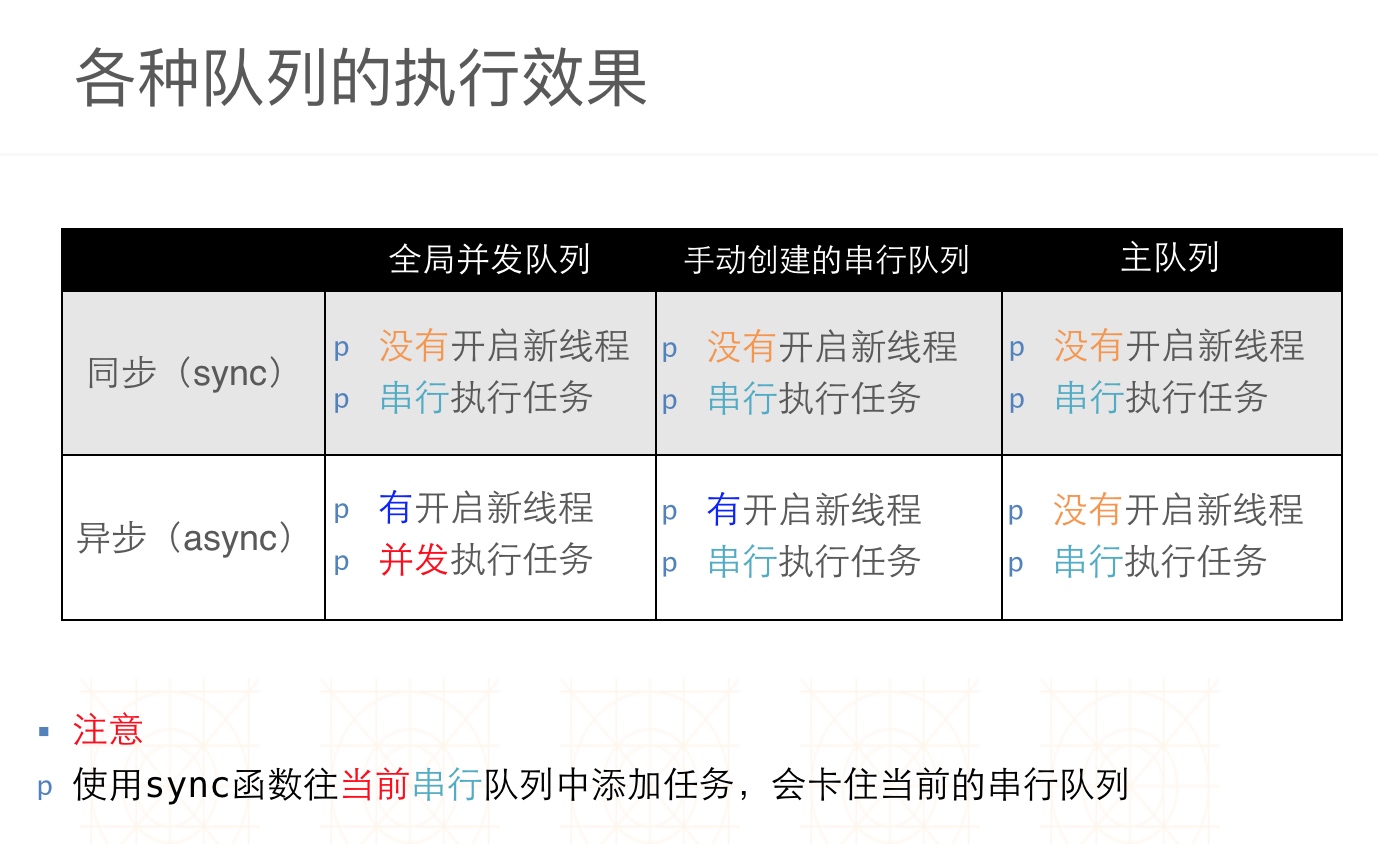 各种队列的执行效果
全局并发队列 手动创建的串行队列 主队列
同步（sync）
p 没有开启新线程
p 串行执行任务
p 没有开启新线程
p 串行执行任务
p 没有开启新线程
p 串行执行任务
异步（async）
p 有开启新线程
p 并发执行任务
p 有开启新线程
p 串行执行任务
p 没有开启新线程
p 串行执行任务
▪ 注意
p 使用sync函数往当前串行队列中添加任务，会卡住当前的串行队列